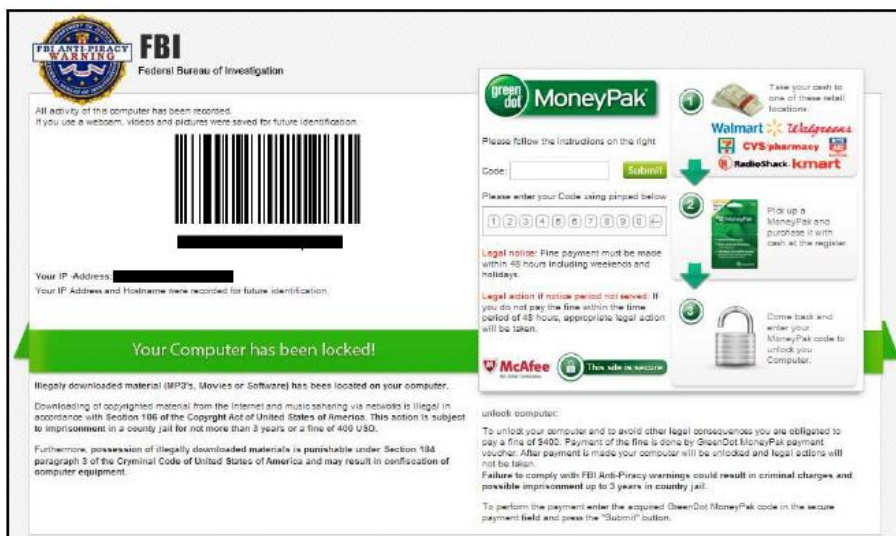 FBI ANTI-PIRACY
WARNING
FBI
Federal Bureau of Investigation
All activity of this computer has been recorded.
If you use a webcam, videos and pictures were saved for future identification.
Your IP -Address:
Your IP Address and Hostname were recorded for future identification.
green
dot
MoneyPak
Please follow the instructions on the right
Code:
Submit
Please enter your Code using pinpad below
1 2 3 4 5 6 7 8 9 0
Legal notice: Fine payment must be made
within 48 hours including weekends and
holidays.
Legal action if notice period not served: If
you do not pay the fine within the time
period of 48 hours, appropriate legal action
will be taken.
McAfee
This site is secure
1
Take your cash to
one of these retail
locations.
Walmart Walgreens
7 CVS/pharmacy
RadioShack kmart
2
Pick up a
MoneyPak and
purchase it with
cash at the register.
3
Come back and
enter your
MoneyPak code to
unlock you
Computer.
Your Computer has been locked!
Illegaly downloaded material (MP3's, Movies or Software) has been located on your computer.
Downloading of copyrighted material from the Internet and music sahering via networks is illegal in
accordance with Section 106 of the Copyrght Act of United States of America. This action is subject
to imprisonment in a county jail for not more than 3 years or a fine of 400 USD.
Furthermore, possession of illegally downloaded materials is punishable under Section 184
paragraph 3 of the Cryminal Code of United States of America and may result in confiscation of
computer equipment.
unlock computer:
To unlock your computer and to avoid other legal consequences you are obligated to
pay a fine of $400. Payment of the fine is done by GreenDot MoneyPak payment
voucher. After payment is made your computer will be unlocked and legal actions will
not be taken.
Failure to comply with FBI Anti-Piracy warnings could result in criminal charges and
possible imprisonment up to 3 years in country jail.
To perform the payment enter the acquired GreenDot MoneyPak code in the secure
payment field and press the "Submit" button.